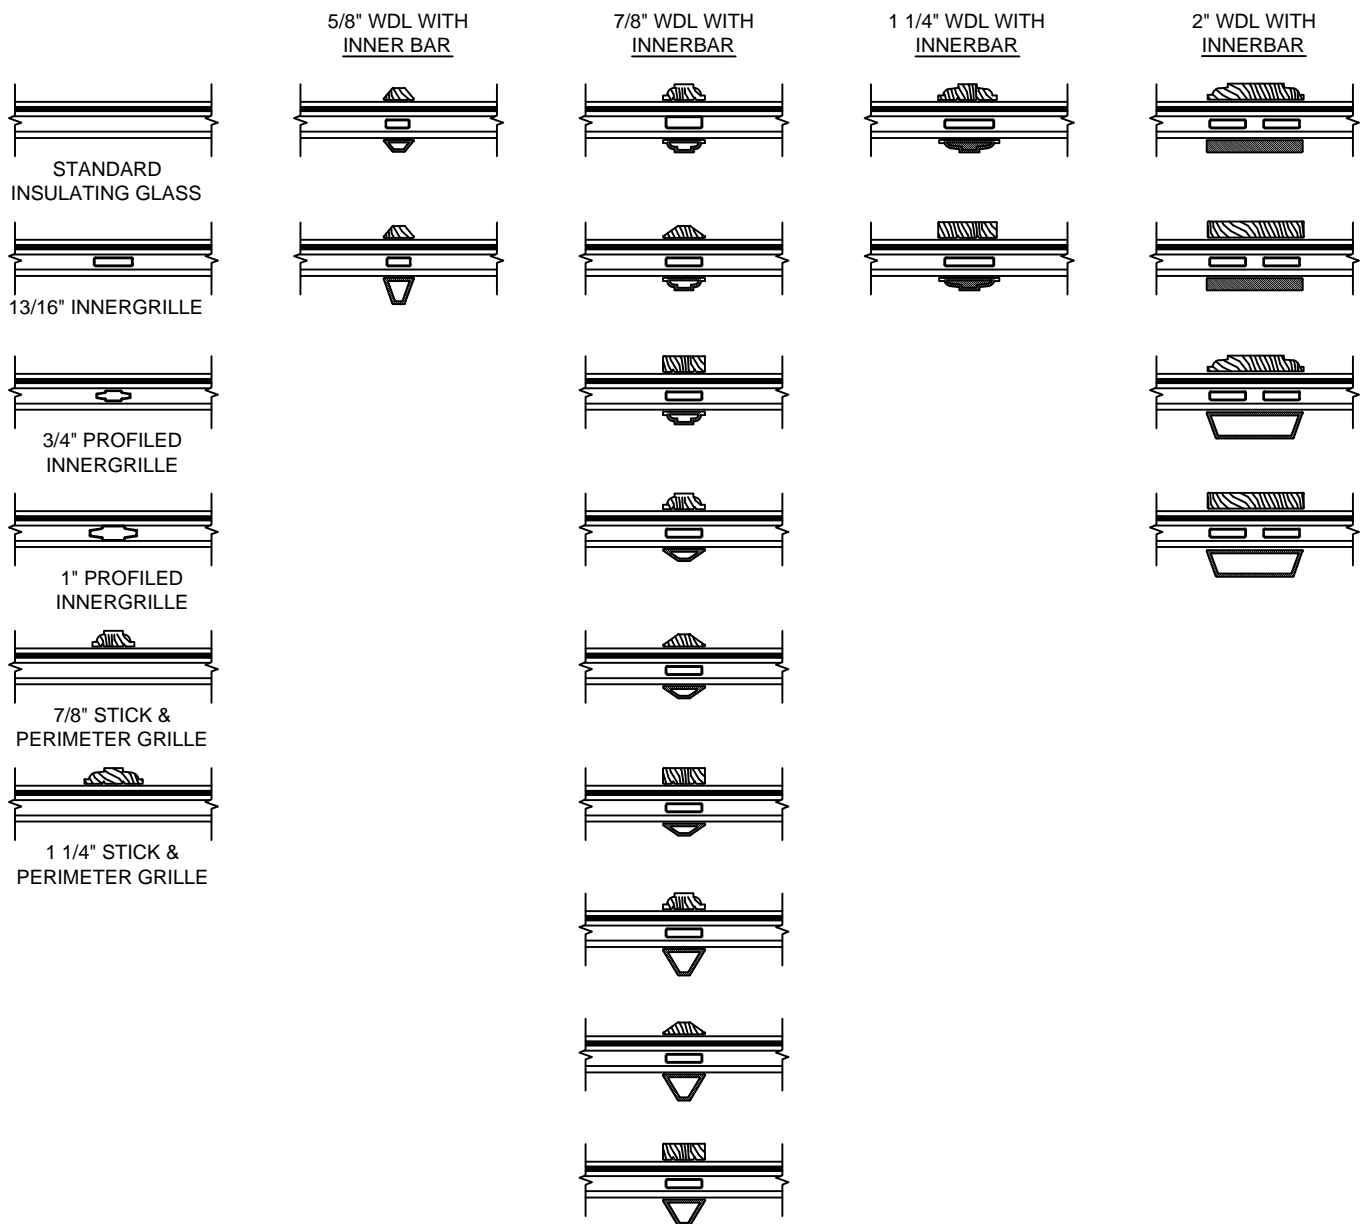 5/8" WDL WITH
INNER BAR
7/8" WDL WITH
INNERBAR
1 1/4" WDL WITH
INNERBAR
2" WDL WITH
INNERBAR
STANDARD
INSULATING GLASS
13/16" INNERGRILLE
3/4" PROFILED
INNERGRILLE
1" PROFILED
INNERGRILLE
7/8" STICK &
PERIMETER GRILLE
1 1/4" STICK &
PERIMETER GRILLE